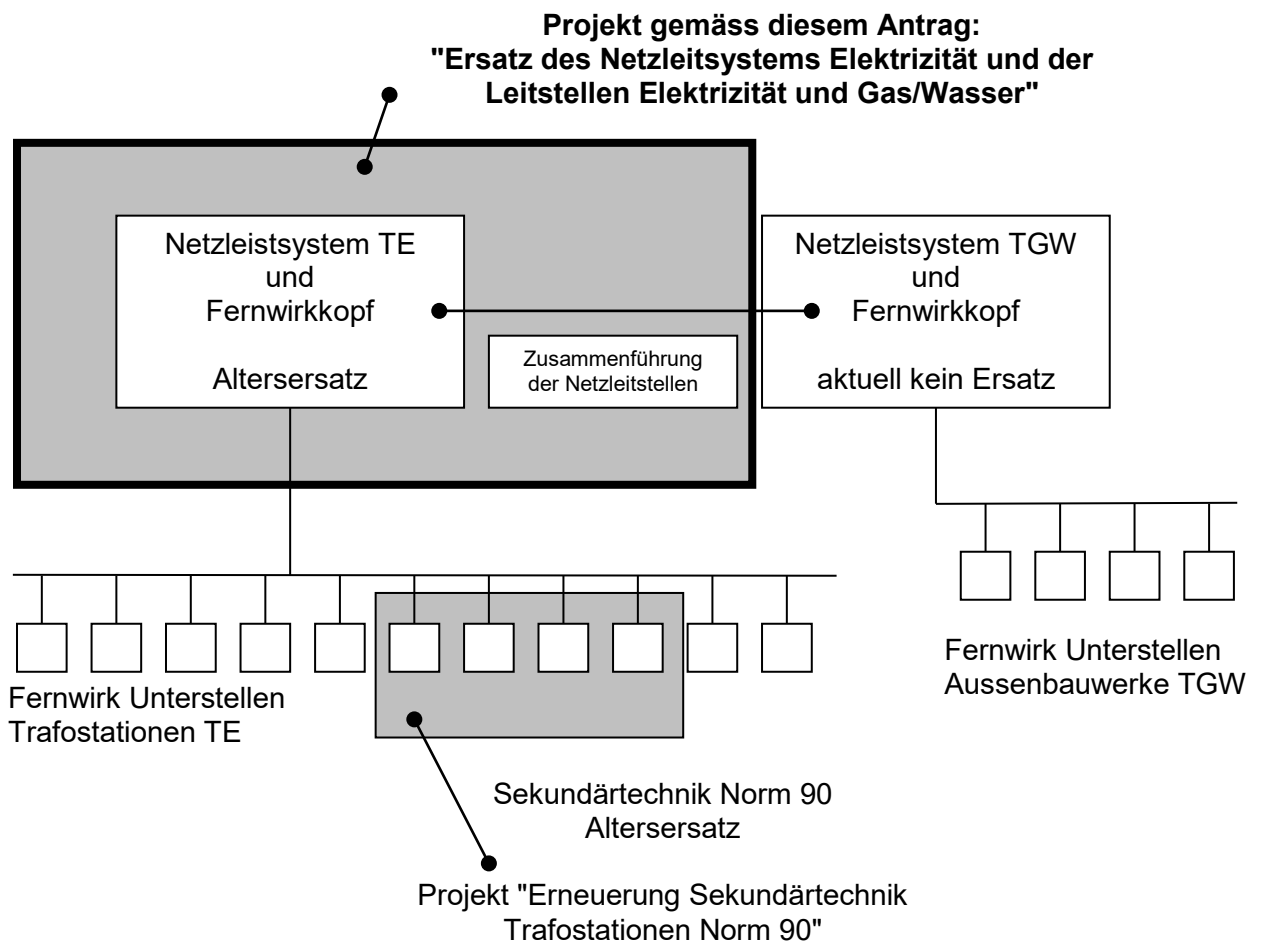 Projekt gemäss diesem Antrag:
"Ersatz des Netzleitsystems Elektrizität und der
Leitstellen Elektrizität und Gas/Wasser"
Netzleistsystem TE
und
Fernwirkkopf
Altersersatz
Zusammenführung
der Netzleitstellen
Netzleistsystem TGW
und
Fernwirkkopf
aktuell kein Ersatz
Fernwirk Unterstellen
Trafostationen TE
Fernwirk Unterstellen
Aussenbauwerke TGW
Sekundärtechnik Norm 90
Altersersatz
Projekt "Erneuerung Sekundärtechnik
Trafostationen Norm 90"